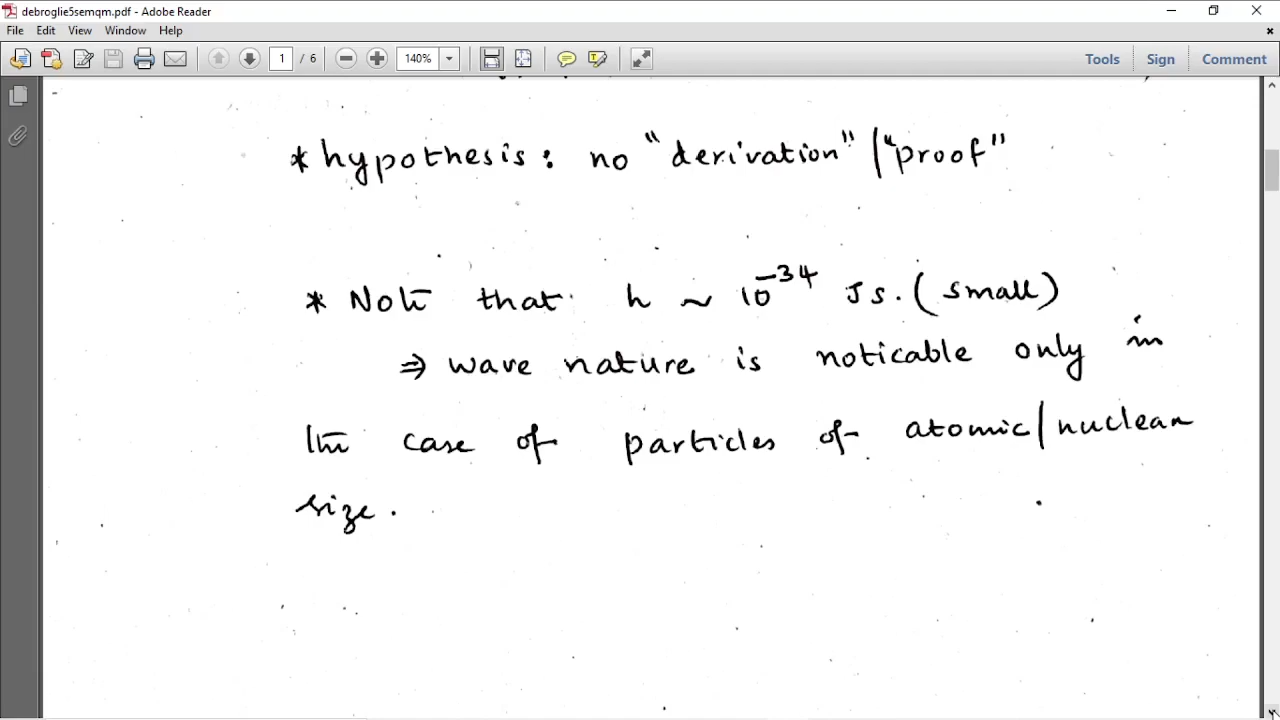 debroglie5semqm.pdf - Adobe Reader
File Edit View Window Help
1 / 6 140% Tools Sign Comment
* hypothesis: no "derivation" / "proof"
* Note that h ~ 10^-34 Js. (small)
⇒ wave nature is noticable only in
the case of particles of atomic/nuclear
size.